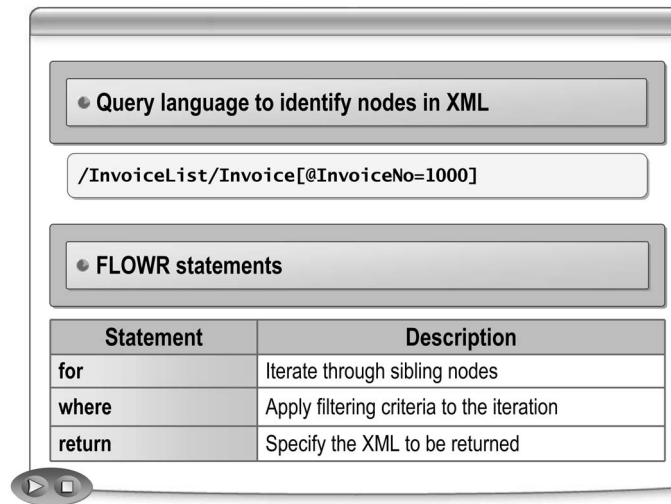 Query language to identify nodes in XML
/InvoiceList/Invoice[@InvoiceNo=1000]
FLOWR statements
Statement Description
for Iterate through sibling nodes
where Apply filtering criteria to the iteration
return Specify the XML to be returned